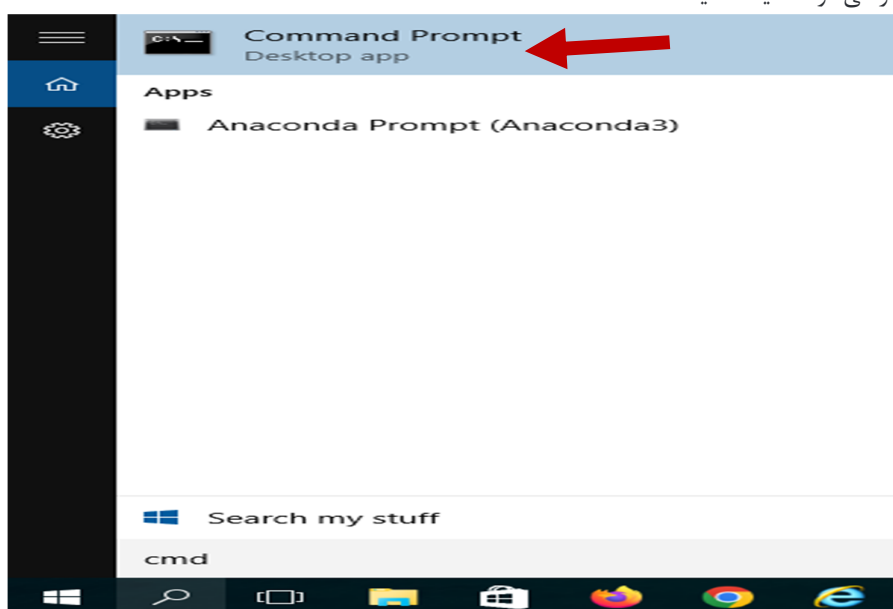 Command Prompt
Desktop app
Apps
Anaconda Prompt (Anaconda3)
Search my stuff
cmd